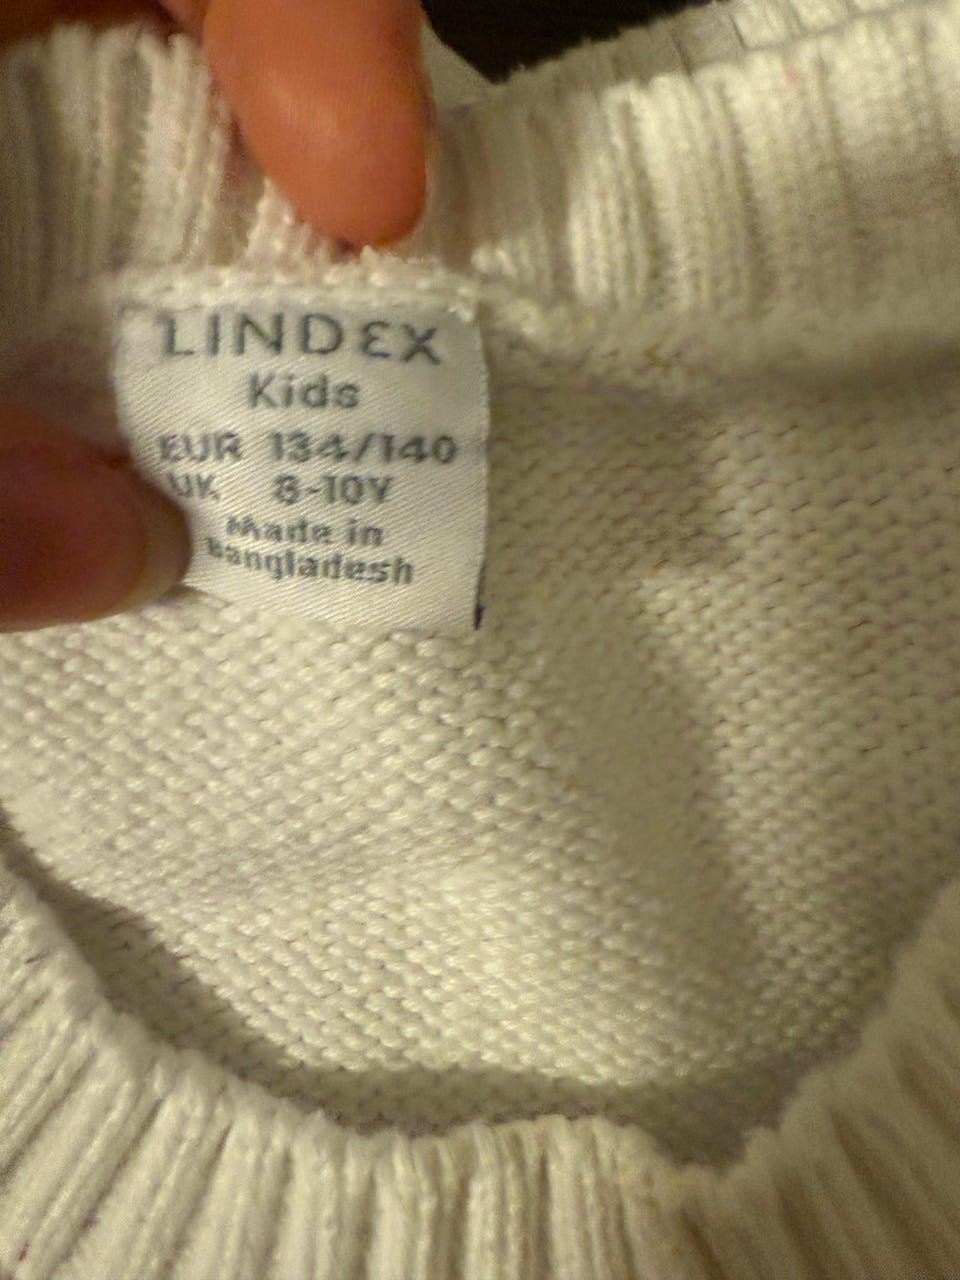 LINDEX
Kids
EUR 134/140
UK 8-10Y
Made in
Bangladesh